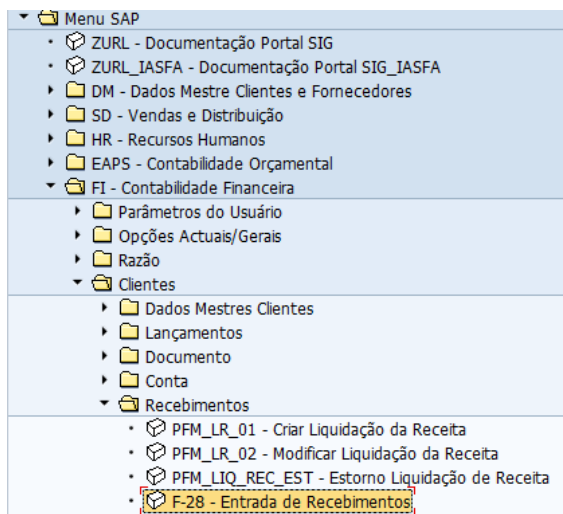 Menu SAP
ZURL - Documentação Portal SIG
ZURL_IASFA - Documentação Portal SIG_IASFA
DM - Dados Mestre Clientes e Fornecedores
SD - Vendas e Distribuição
HR - Recursos Humanos
EAPS - Contabilidade Orçamental
FI - Contabilidade Financeira
Parâmetros do Usuário
Opções Actuais/Gerais
Razão
Clientes
Dados Mestres Clientes
Lançamentos
Documento
Conta
Recebimentos
PFM_LR_01 - Criar Liquidação da Receita
PFM_LR_02 - Modificar Liquidação da Receita
PFM_LIQ_REC_EST - Estorno Liquidação de Receita
F-28 - Entrada de Recebimentos